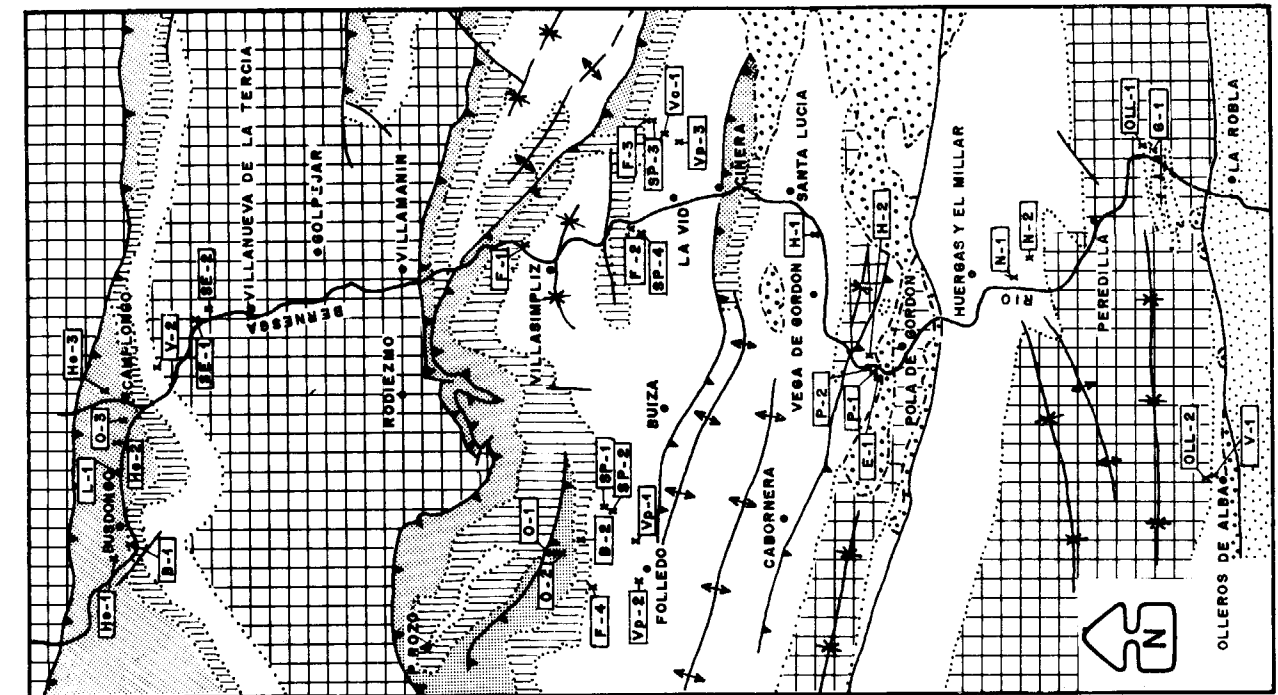 He-3
CAMPLONGO
O-3
L-1
He-2
BUSDONGO
He-1
B-1
V-2
SE-2
SE-1
VILLANUEVA DE LA TERCIA
GOLPEJAR
BERNESGA
VILLAMANIN
RODIEZMO
P. ROZO
F-1
VILLASIMPLIZ
O-1
O-2
F-3
SP-3
Vc-1
Vp-3
F-2
SP-4
LA VID
CIÑERA
BUIZA
SP-1
SP-2
B-2
Vp-1
F-4
Vp-2
FOLLEDO
SANTA LUCIA
H-1
H-2
VEGA DE GORDON
CABORNERA
P-2
P-1
E-1
POLA DE GORDON
HUERGAS Y EL MILLAR
N-1
N-2
RIO
PEREDILLA
OLL-1
G-1
LA ROBLA
OLL-2
V-1
OLLEROS DE ALBA
N